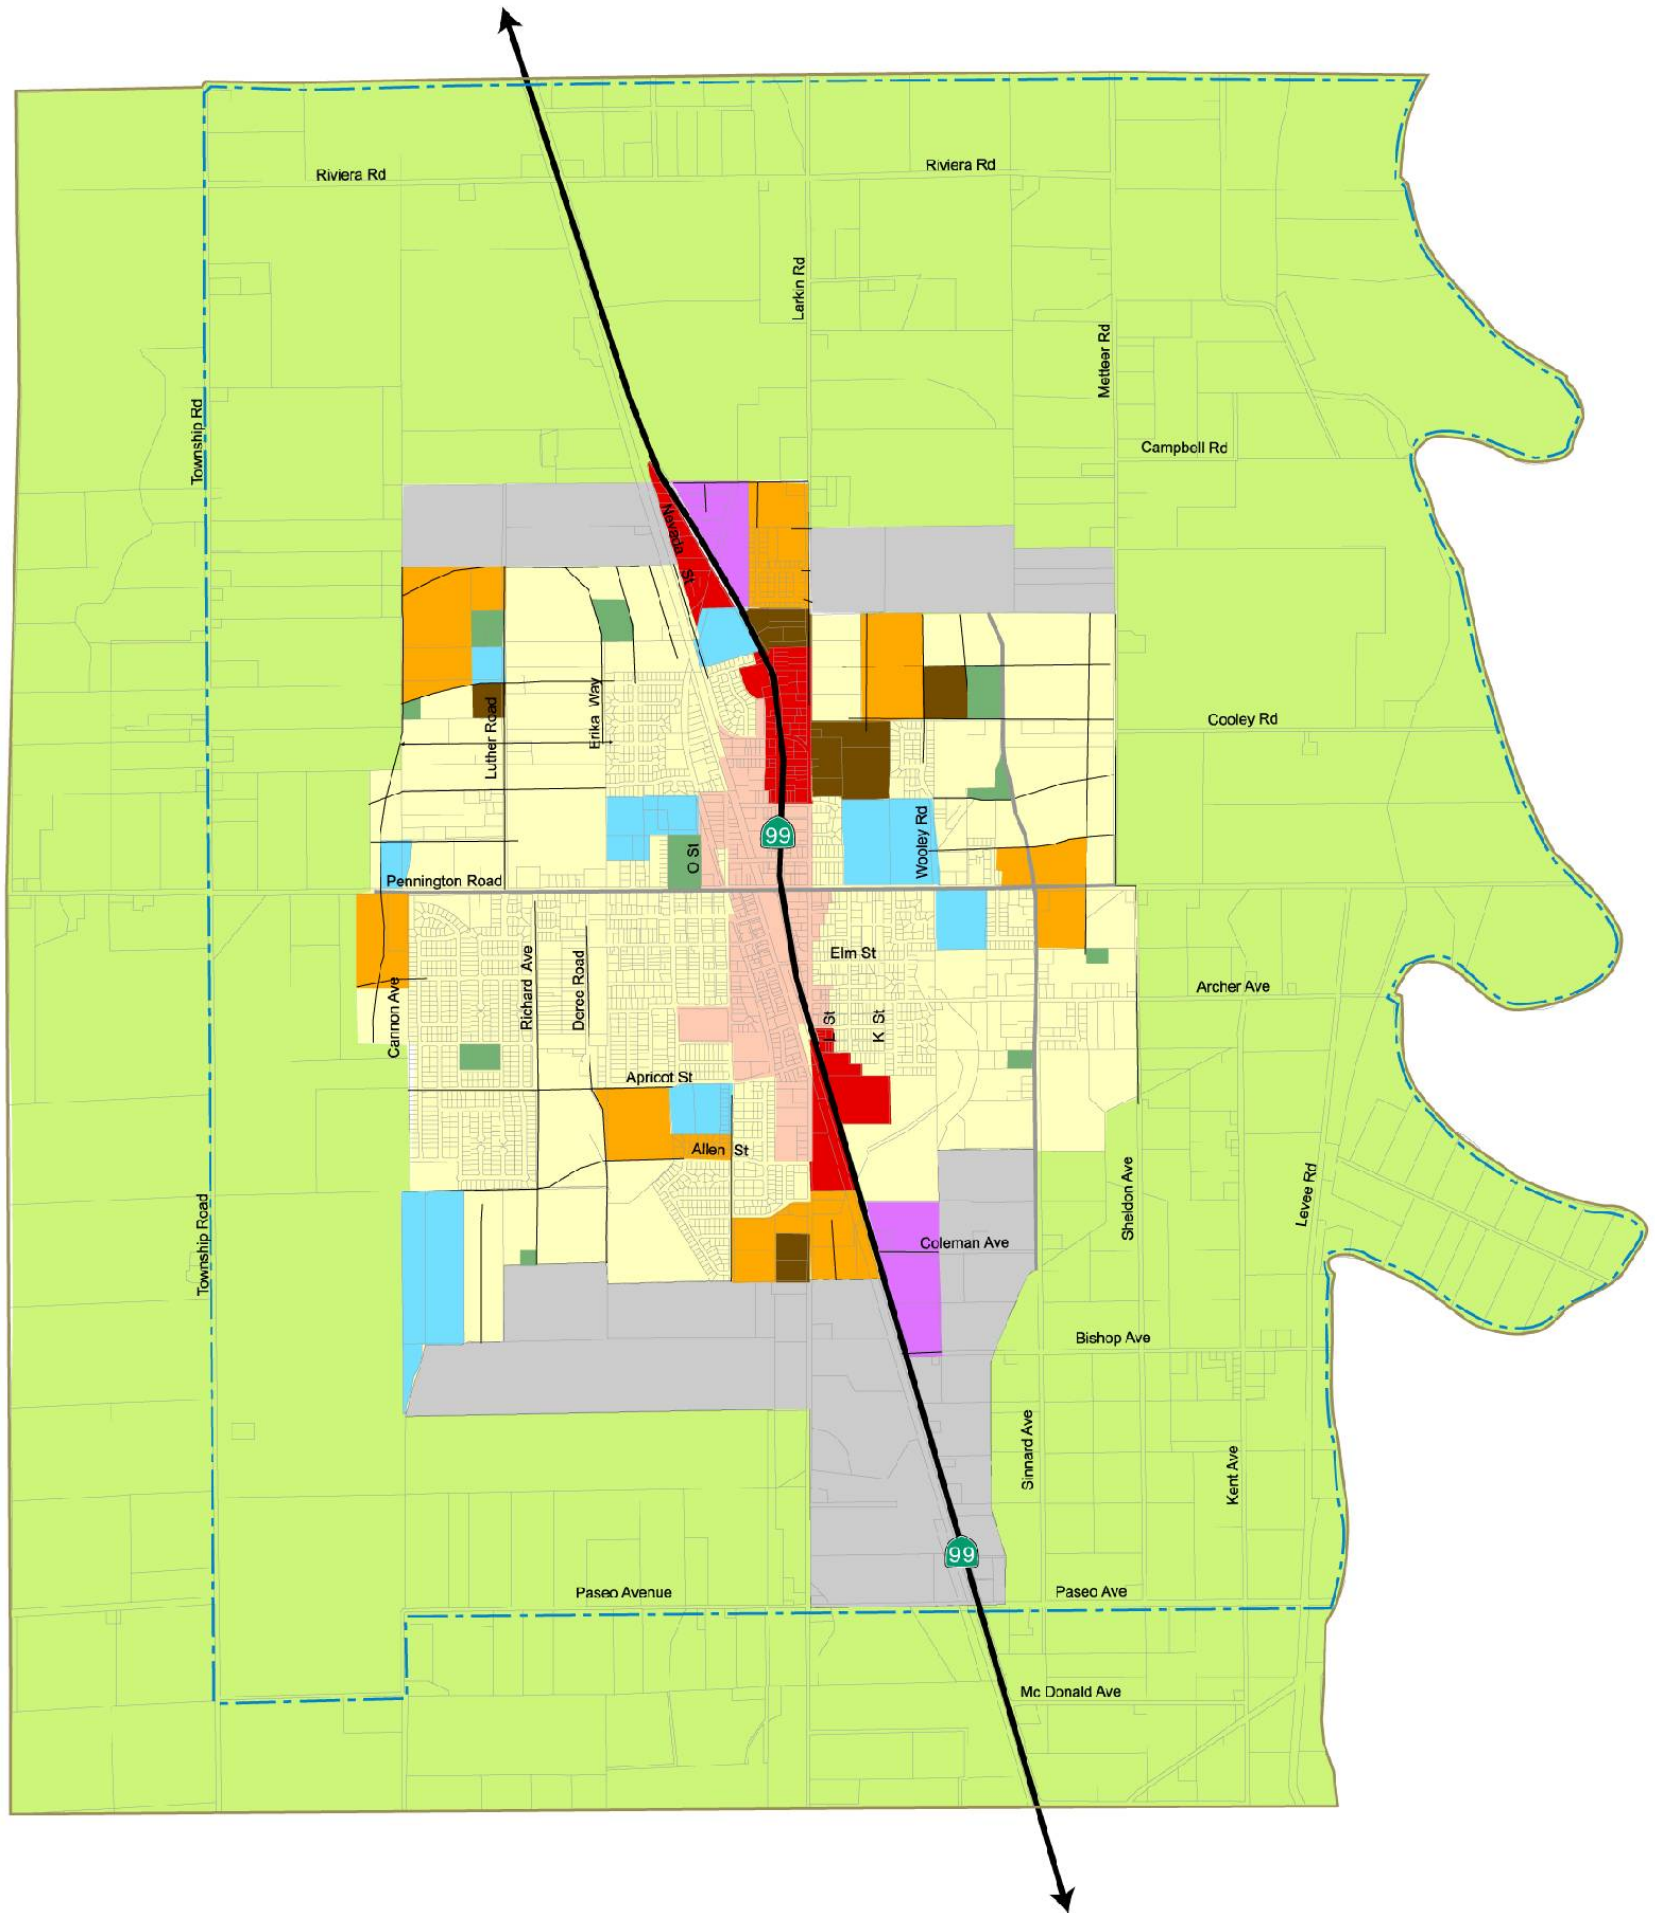 Riviera Rd
Riviera Rd
Larkin Rd
Metteer Rd
Township Rd
Campbell Rd
Nevada St
Erika Way
Luther Road
Cooley Rd
99
O St
Wooley Rd
Pennington Road
Elm St
Richard Ave
Doree Road
Cannon Ave
Archer Ave
L St
K St
Apricot St
Allen St
Township Road
Sheldon Ave
Levee Rd
Coleman Ave
Bishop Ave
Sinnard Ave
Kent Ave
99
Paseo Avenue
Paseo Ave
Mc Donald Ave